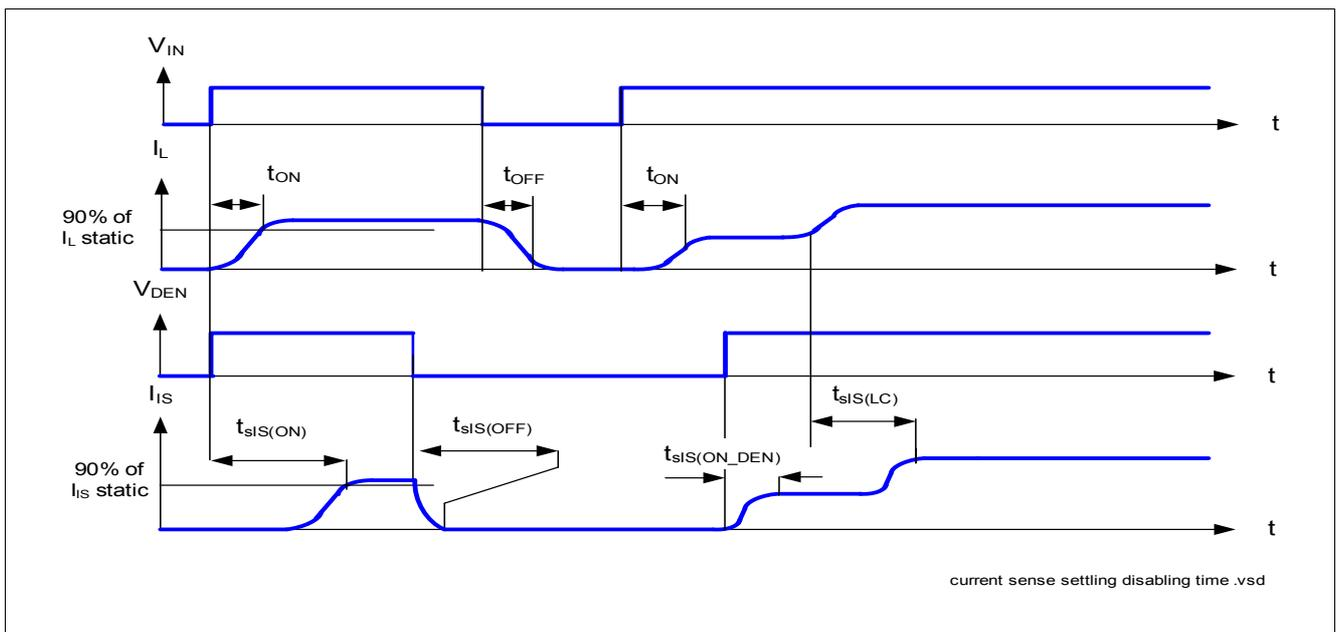 VIN
t
IL
tON
tOFF
tON
90% of
IL static
t
VDEN
t
IIS
tsIS(ON)
tsIS(OFF)
tsIS(LC)
tsIS(ON_DEN)
90% of
IIS static
t
current sense settling disabling time .vsd